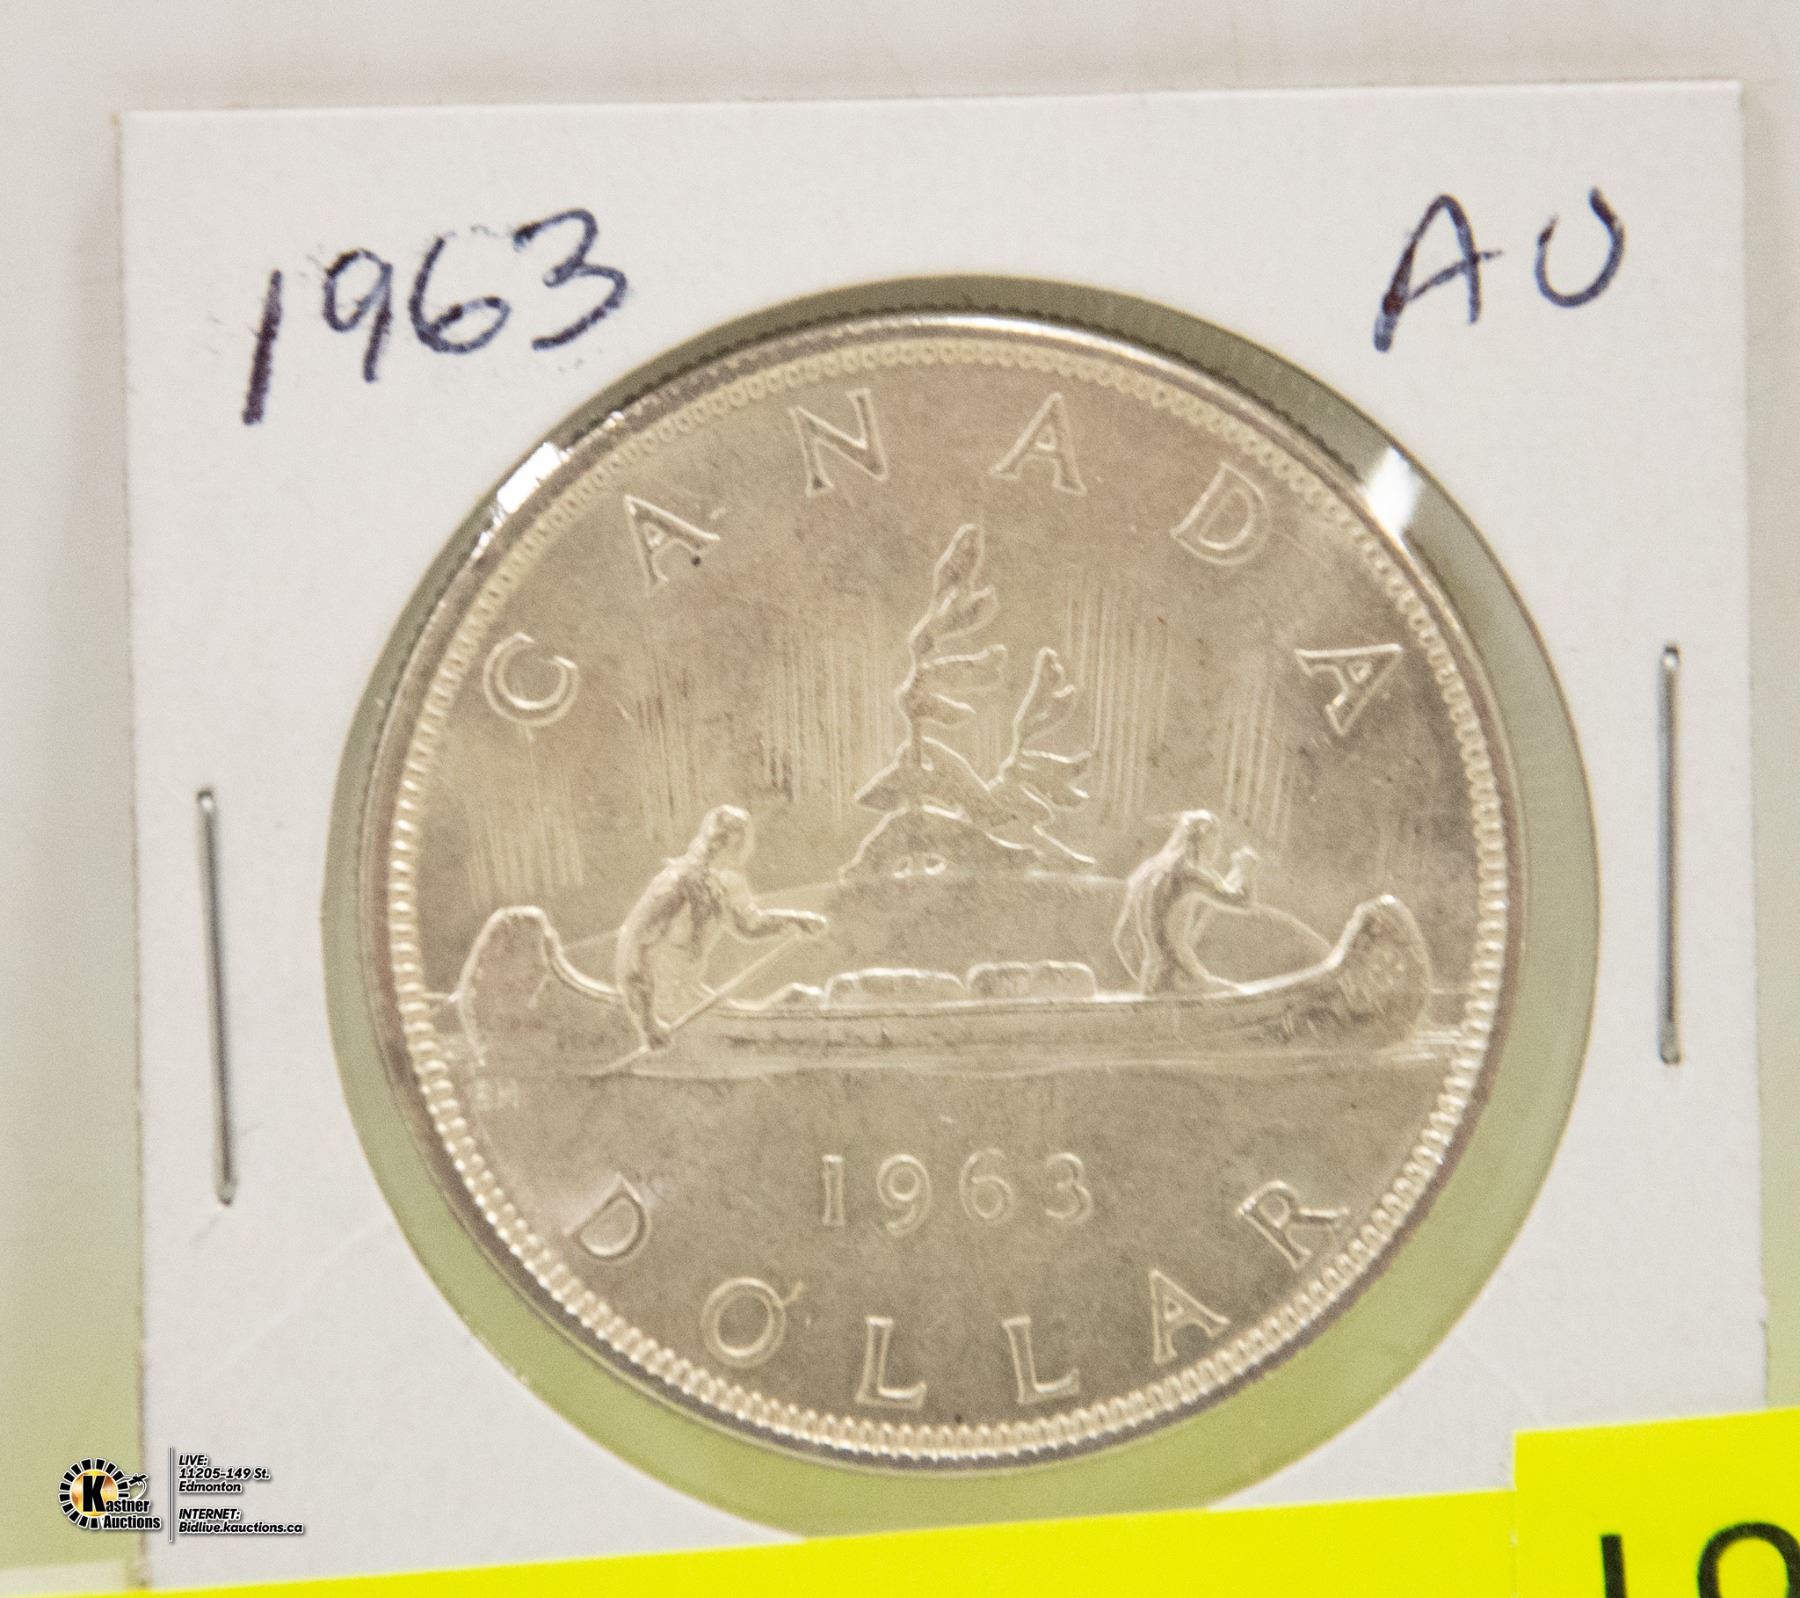 1963
AU
CANADA
1963
DOLLAR
Kastner
Auctions
LIVE:
11205-149 St.
Edmonton
INTERNET:
Bidlive.kauctions.ca